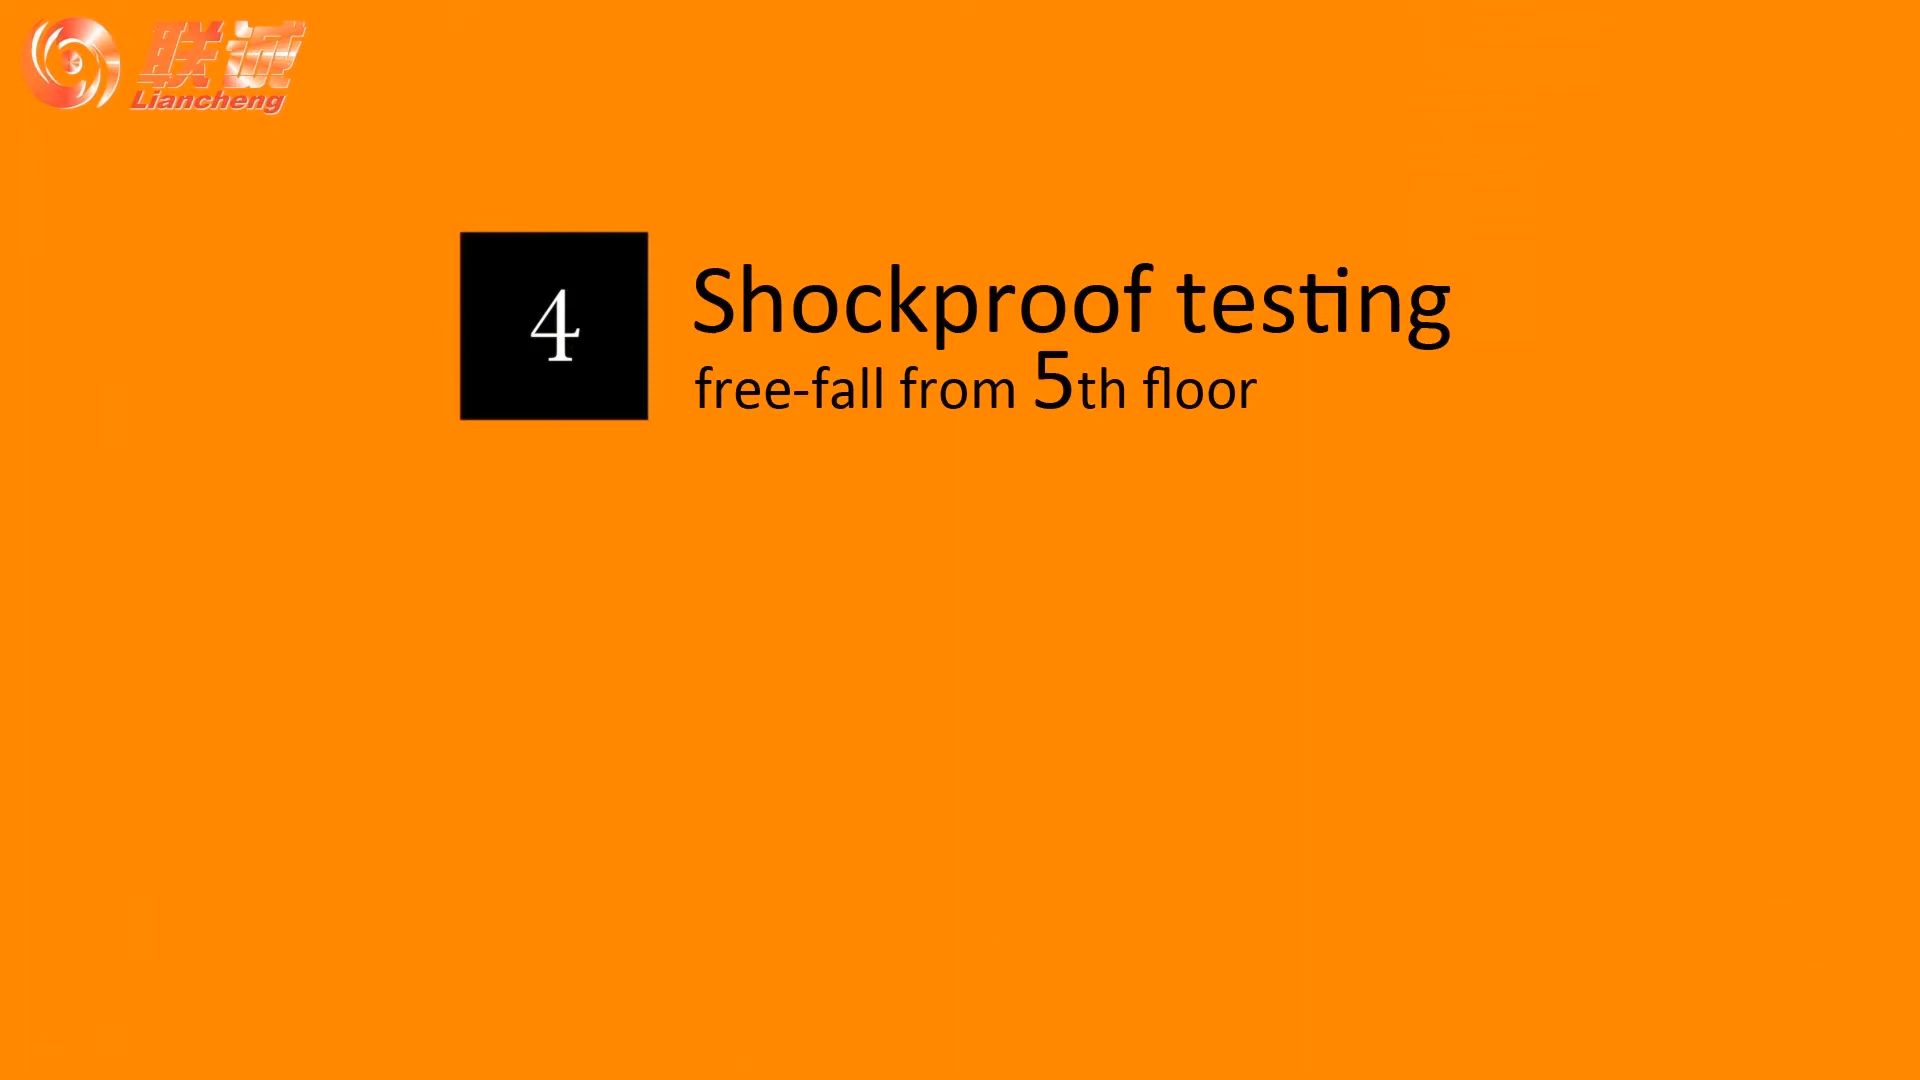 联诚
Liancheng
4
Shockproof testing
free-fall from 5th floor